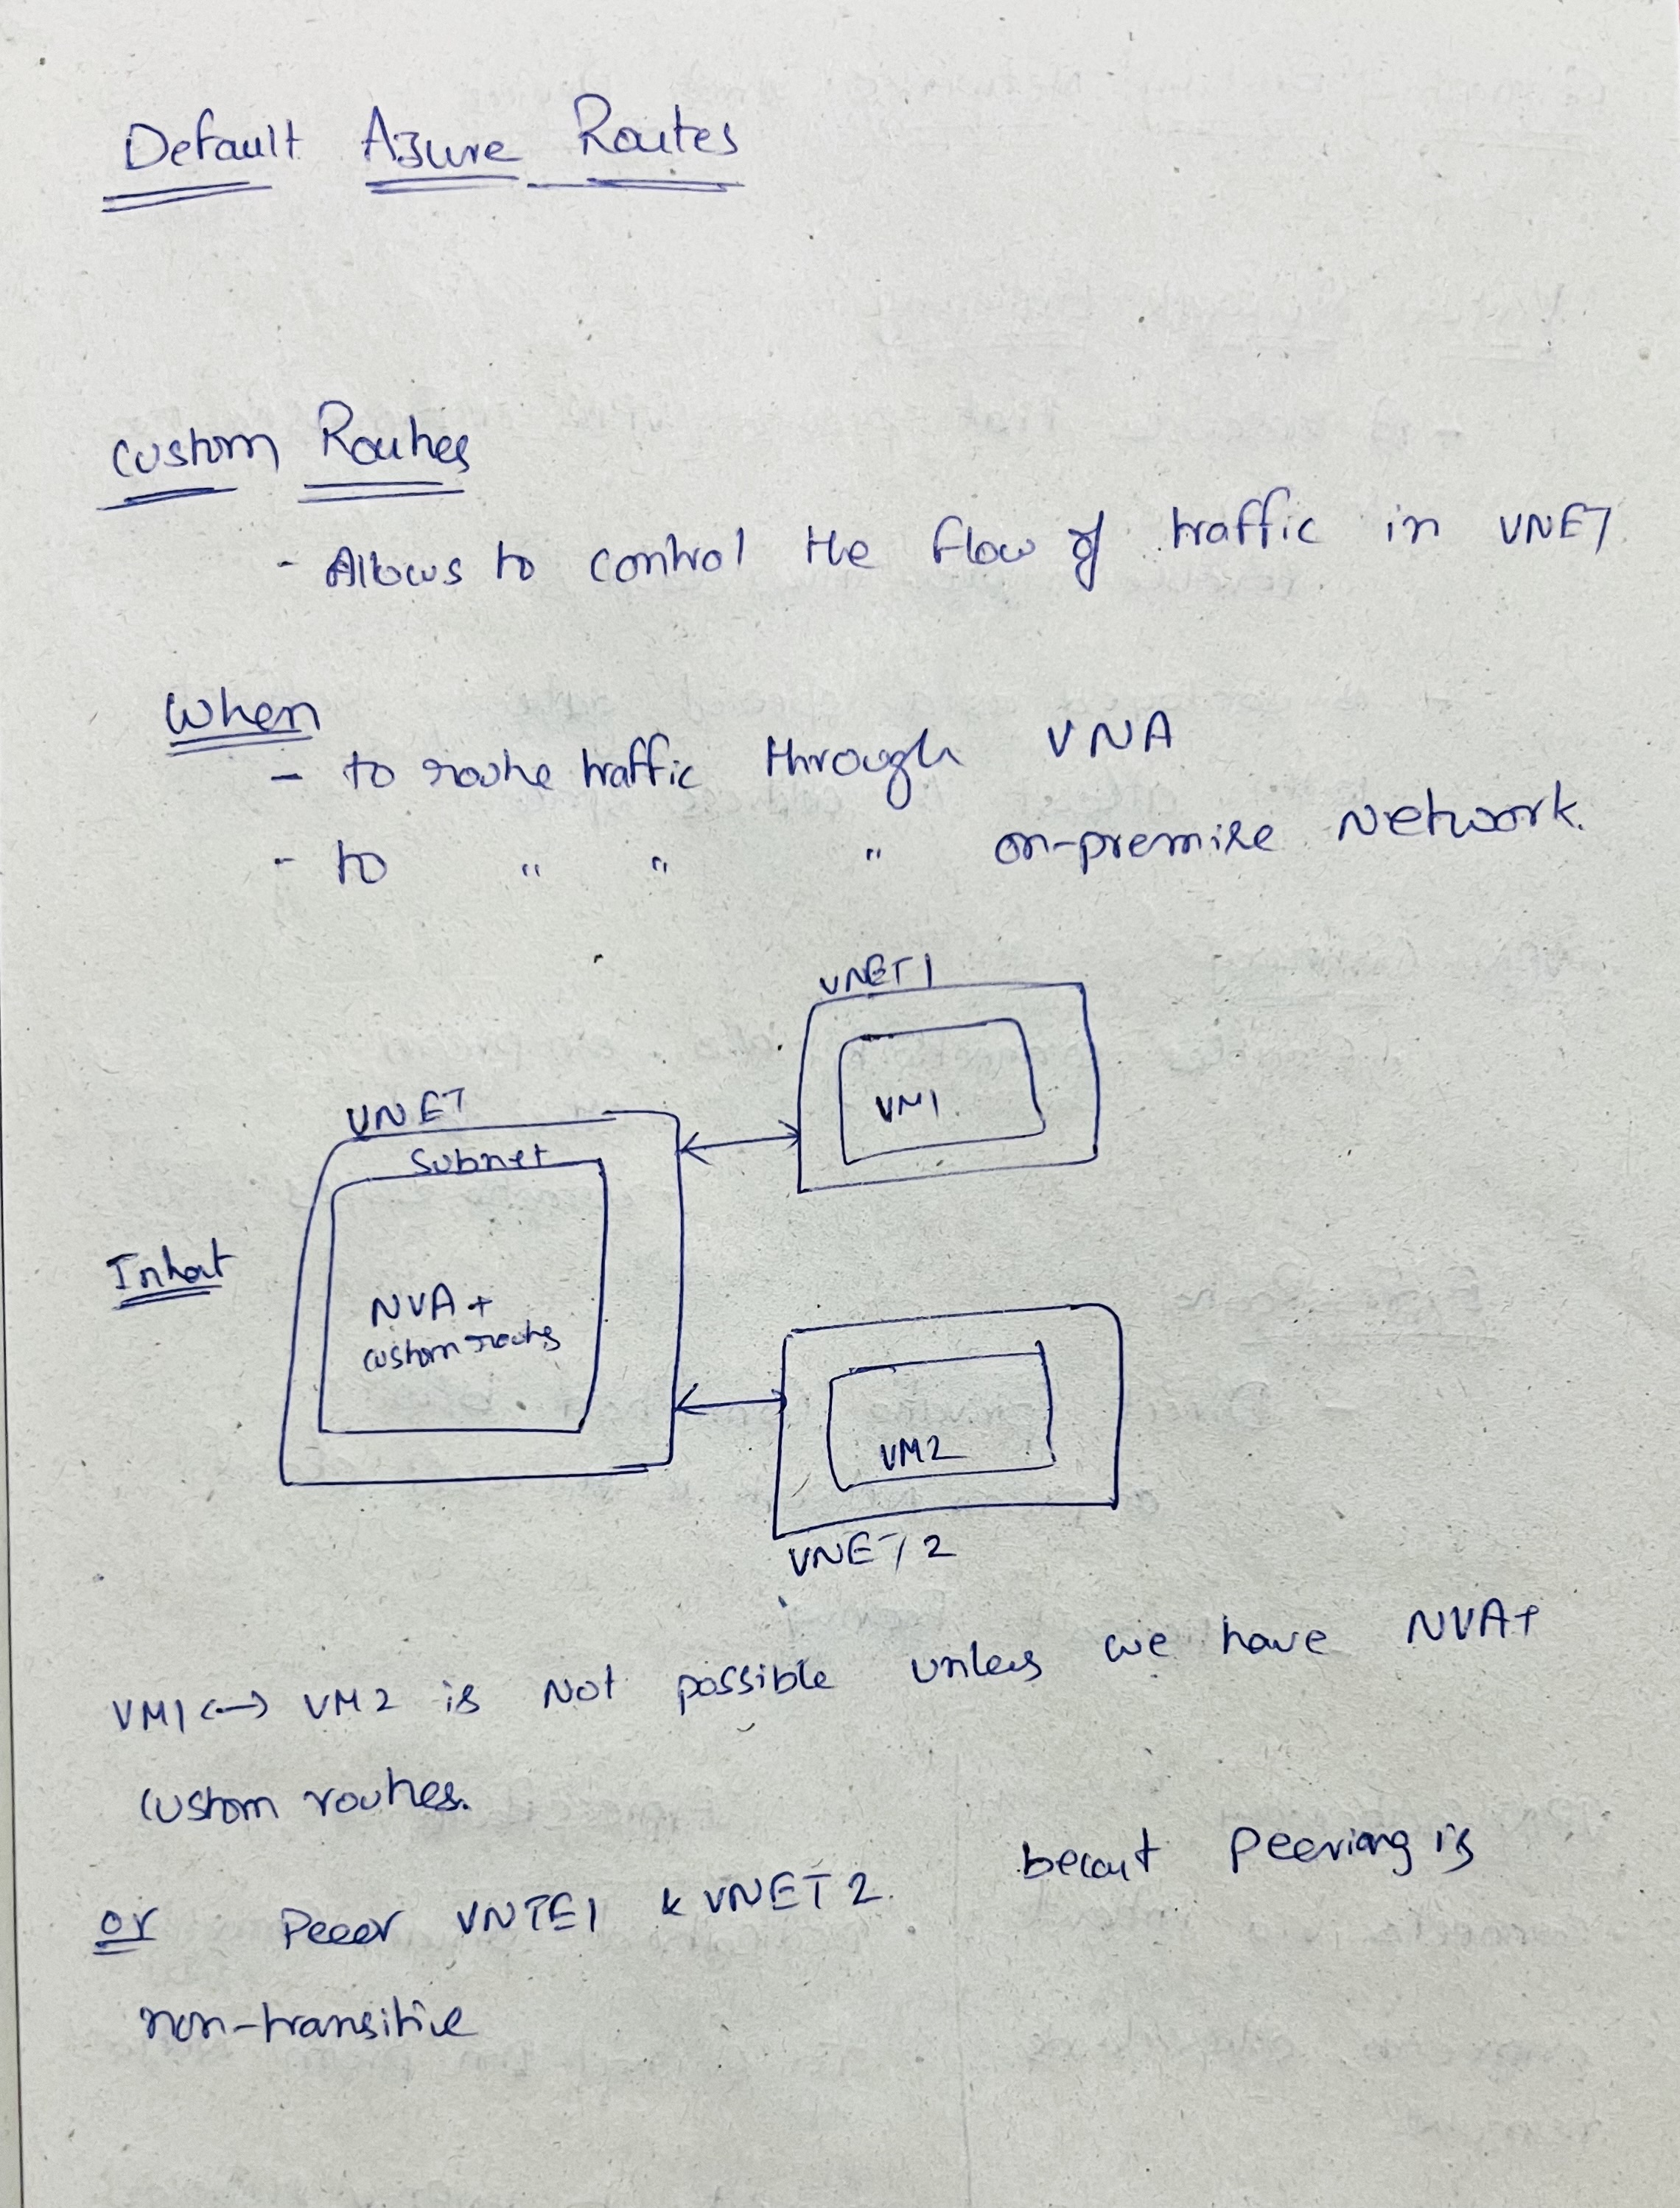 Default Azure Routes
Custom Routes
- Allows to control the flow of traffic in VNET
When
- to route traffic through VNA
- to " " " on-premise Network.
VNET1
VM1
VNET
Subnet
NVA +
custom routes
VM2
VNET 2
VM1 <-> VM2 is Not possible unless we have NVA+
custom routes.
or Peeer VNTE1 & VNET 2. becaut Peering is
non-transitive